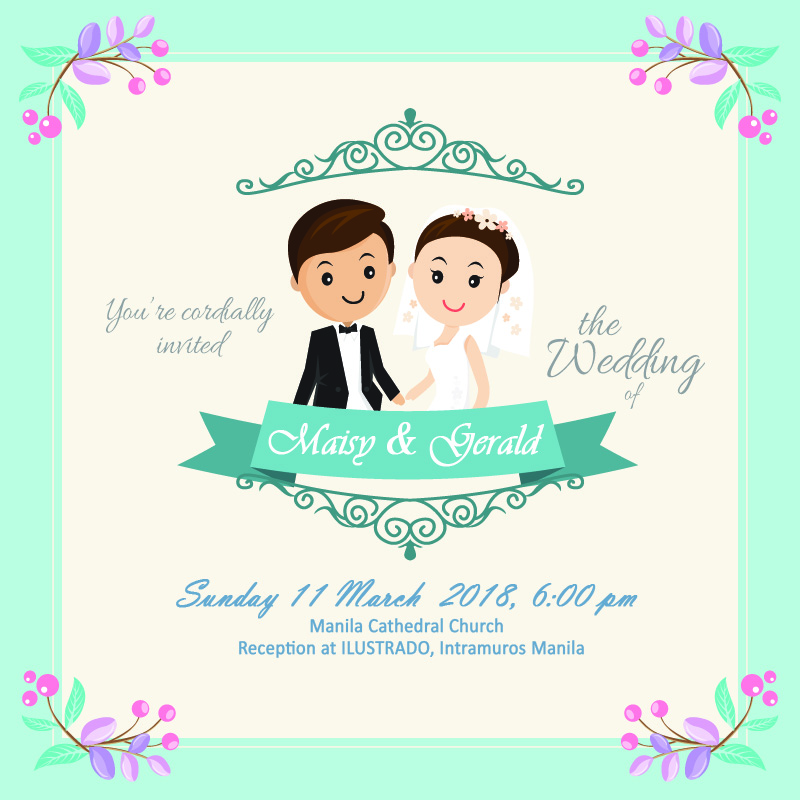 You're cordially
invited
the
Wedding
of
Maisy & Gerald
Sunday 11 March 2018, 6:00 pm
Manila Cathedral Church
Reception at ILUSTRADO, Intramuros Manila